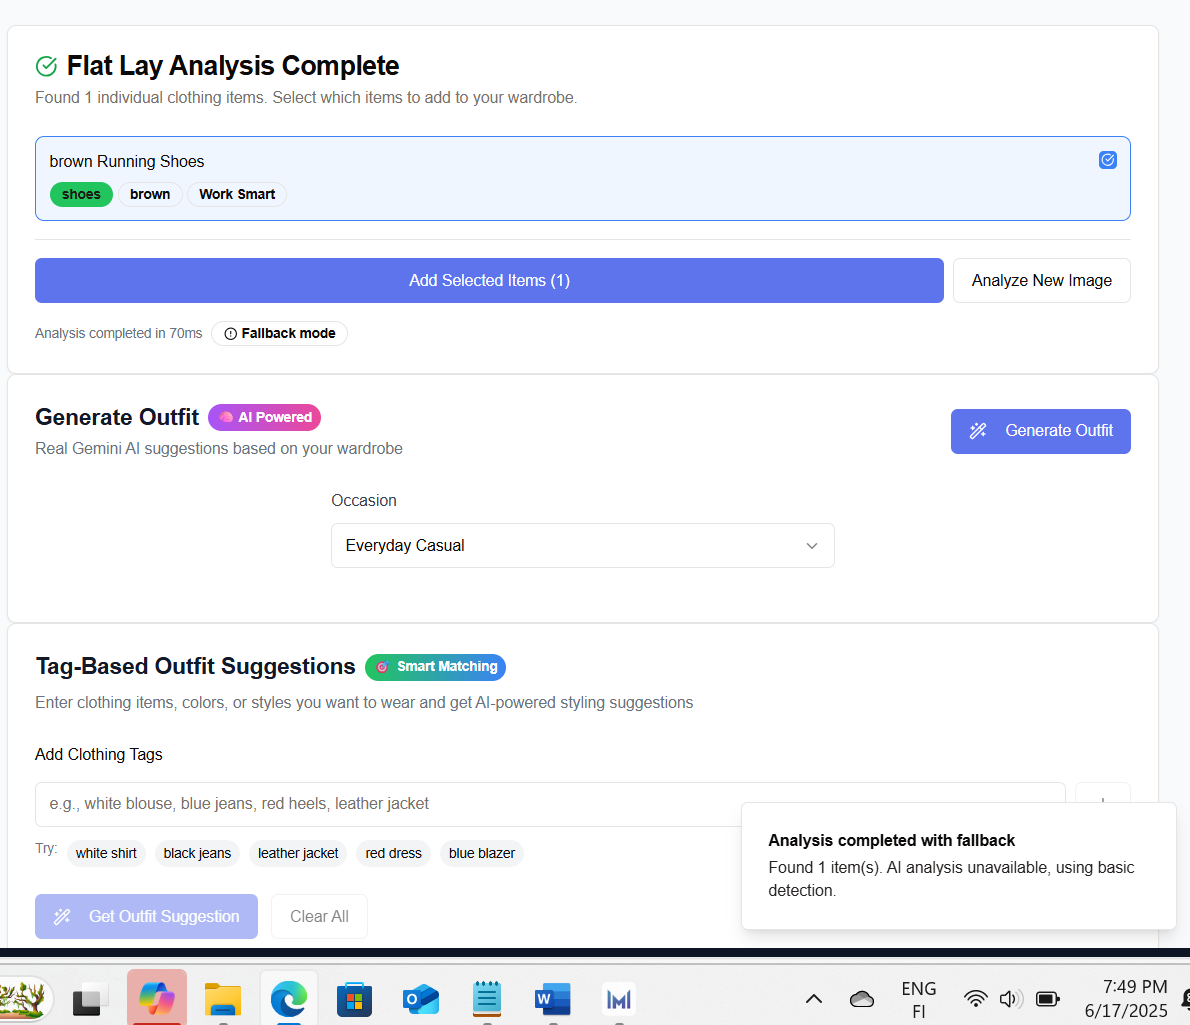 Flat Lay Analysis Complete
Found 1 individual clothing items. Select which items to add to your wardrobe.
brown Running Shoes
shoes brown Work Smart
Add Selected Items (1) Analyze New Image
Analysis completed in 70ms Fallback mode
Generate Outfit AI Powered
Real Gemini AI suggestions based on your wardrobe
Generate Outfit
Occasion
Everyday Casual
Tag-Based Outfit Suggestions Smart Matching
Enter clothing items, colors, or styles you want to wear and get AI-powered styling suggestions
Add Clothing Tags
e.g., white blouse, blue jeans, red heels, leather jacket
Try: white shirt black jeans leather jacket red dress blue blazer
Get Outfit Suggestion Clear All
Analysis completed with fallback
Found 1 item(s). AI analysis unavailable, using basic
detection.
ENG
FI
7:49 PM
6/17/2025